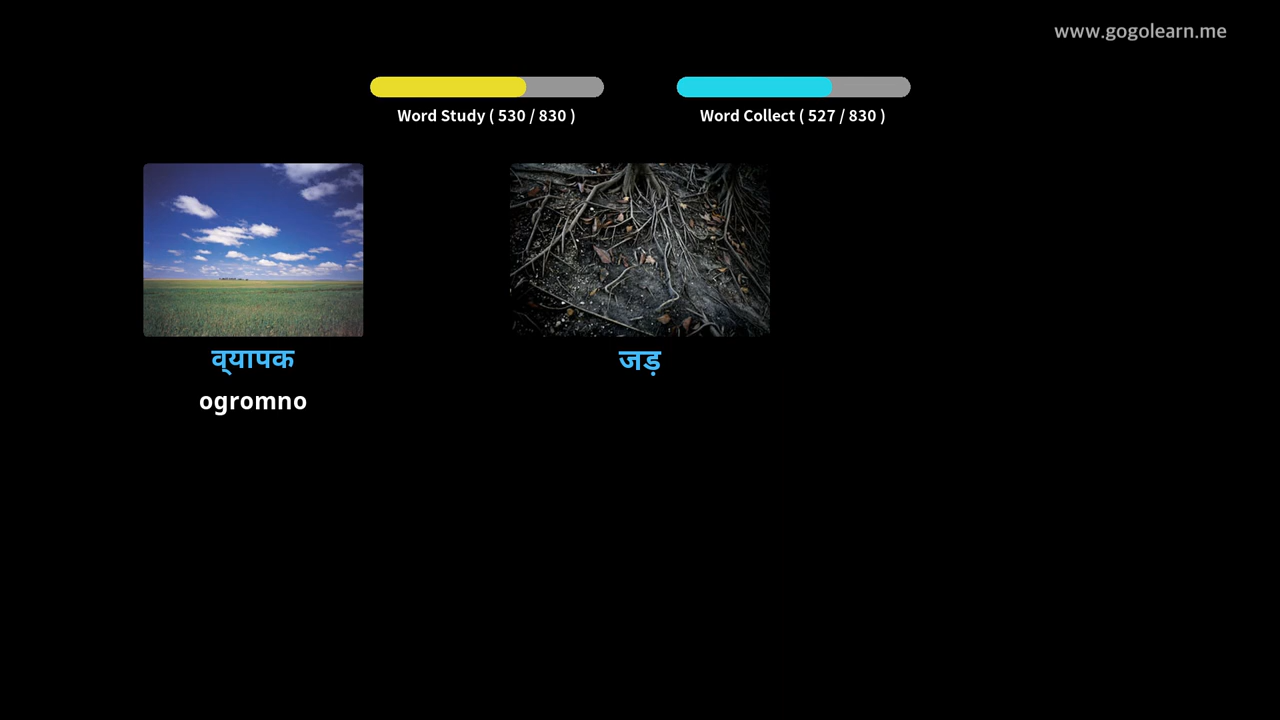 www.gogolearn.me
Word Study ( 530 / 830 )
Word Collect ( 527 / 830 )
व्यापक
जड़
ogromno